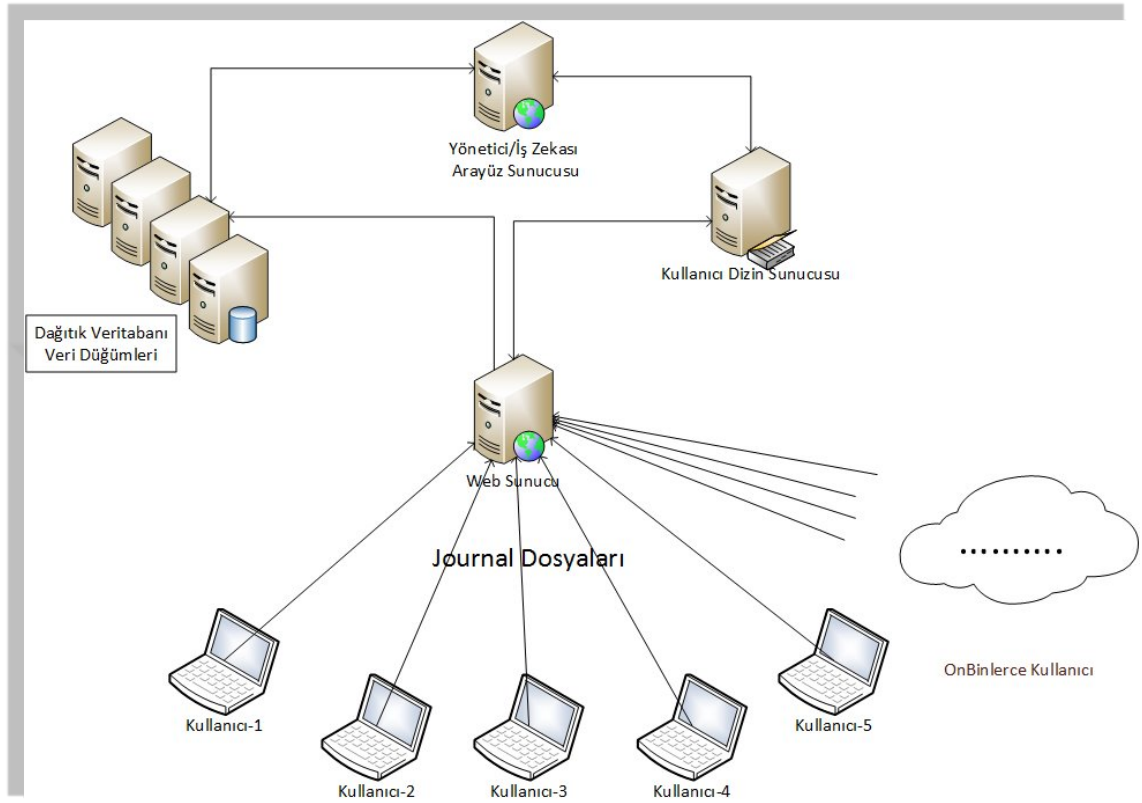 Yönetici/İş Zekası
Arayüz Sunucusu
Kullanıcı Dizin Sunucusu
Dağıtık Veritabanı
Veri Düğümleri
Web Sunucu
Journal Dosyaları
..........
OnBinlerce Kullanıcı
Kullanıcı-1
Kullanıcı-5
Kullanıcı-2
Kullanıcı-3
Kullanıcı-4